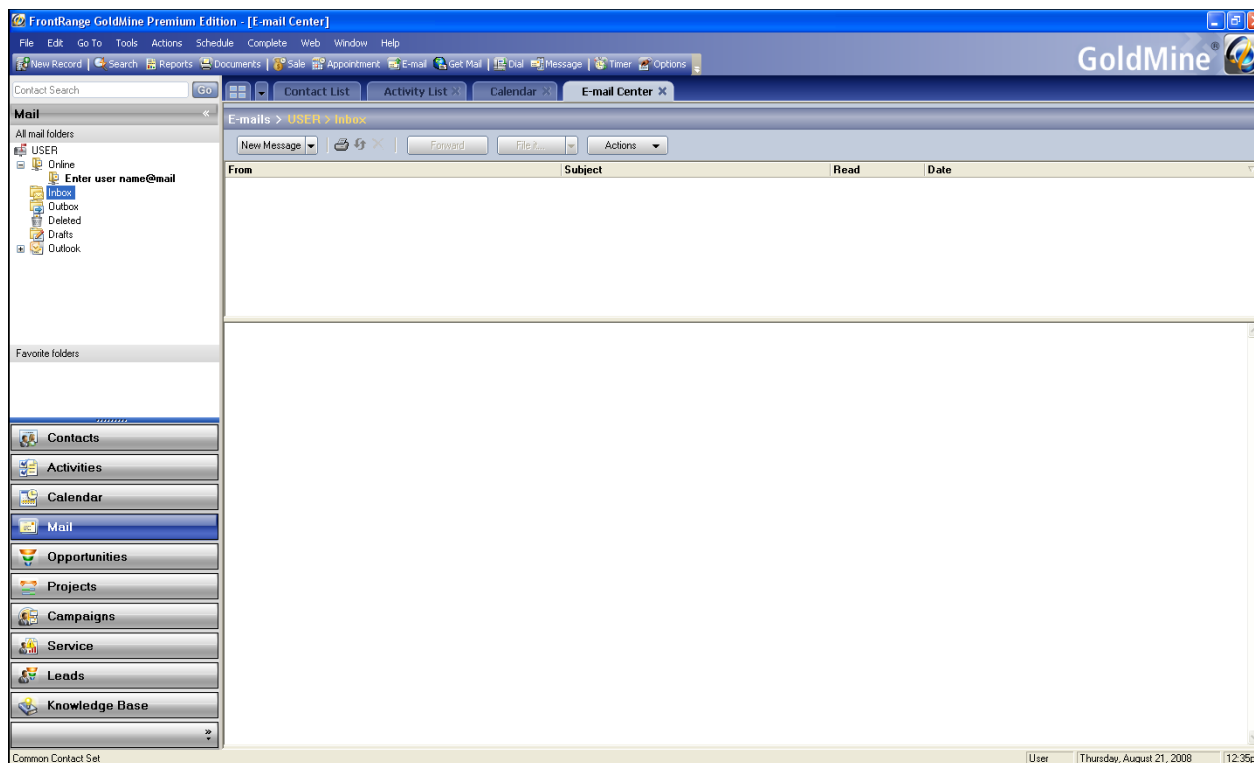 FrontRange GoldMine Premium Edition - [E-mail Center]
File Edit Go To Tools Actions Schedule Complete Web Window Help
New Record Search Reports Documents Sale Appointment E-mail Get Mail Dial Message Timer Options
GoldMine®
Contact Search Go
Contact List Activity List Calendar E-mail Center
Mail
E-mails > USER > Inbox
All mail folders
New Message Forward File it... Actions
USER
Online
From Subject Read Date
Enter user name@mail
Inbox
Outbox
Deleted
Drafts
Outlook
Favorite folders
Contacts
Activities
Calendar
Mail
Opportunities
Projects
Campaigns
Service
Leads
Knowledge Base
Common Contact Set User Thursday, August 21, 2008 12:35p